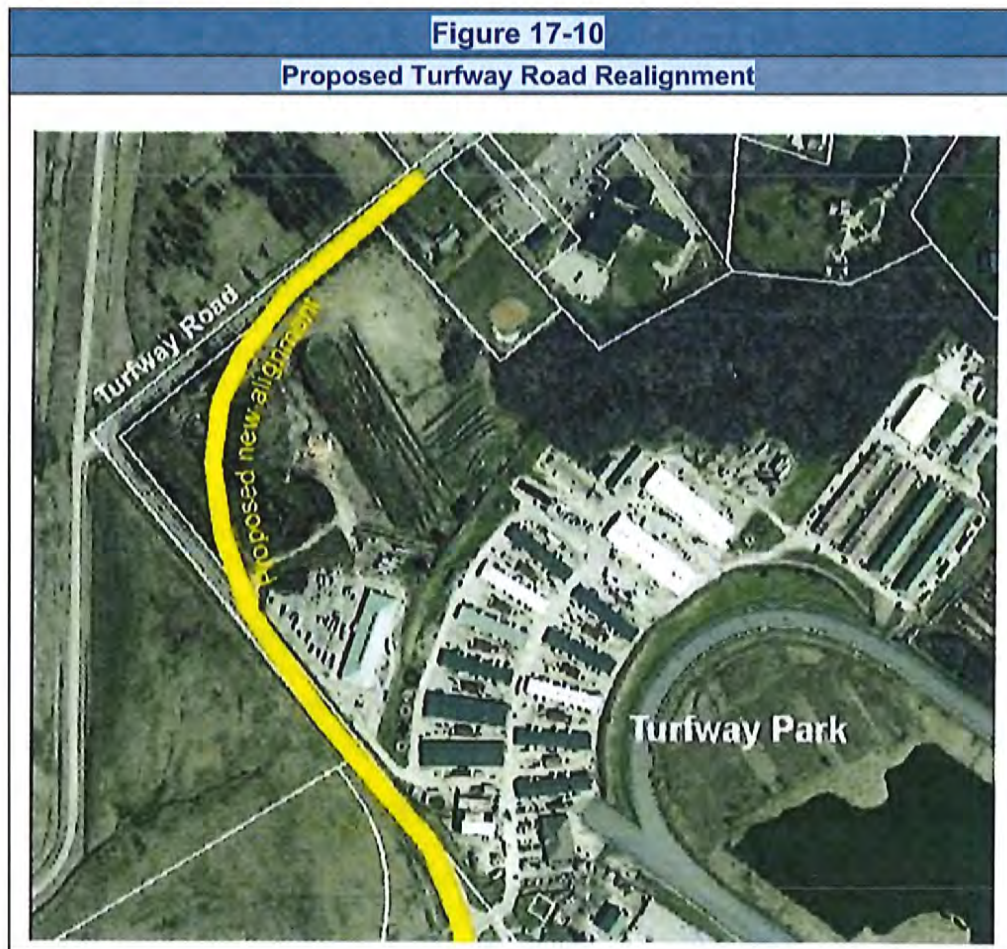 Figure 17-10
Proposed Turfway Road Realignment
Turfway Road
Proposed new alignment
Turfway Park